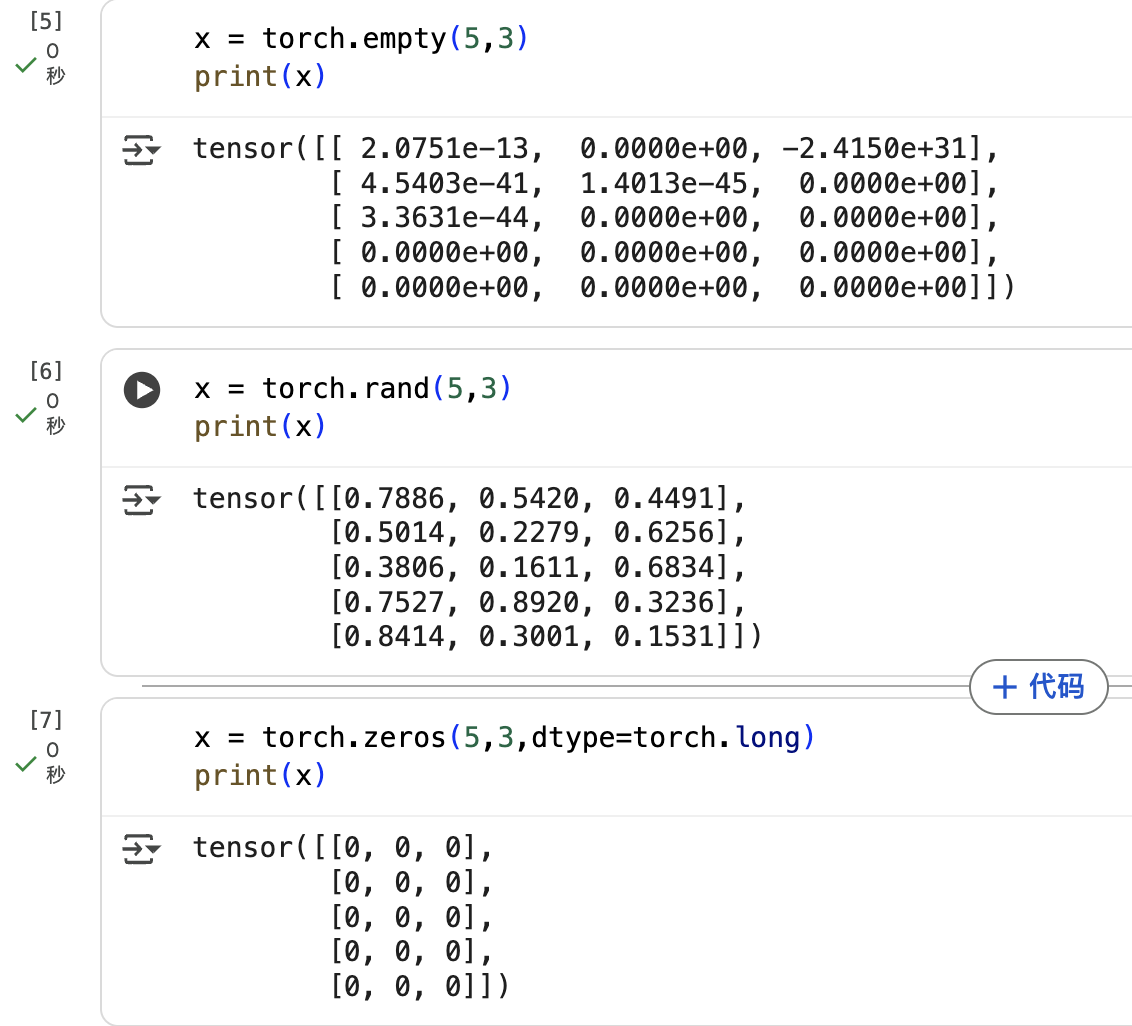 [5]
0
秒
x = torch.empty(5,3)
print(x)
tensor([[ 2.0751e-13,  0.0000e+00, -2.4150e+31],
        [ 4.5403e-41,  1.4013e-45,  0.0000e+00],
        [ 3.3631e-44,  0.0000e+00,  0.0000e+00],
        [ 0.0000e+00,  0.0000e+00,  0.0000e+00],
        [ 0.0000e+00,  0.0000e+00,  0.0000e+00]])
[6]
0
秒
x = torch.rand(5,3)
print(x)
tensor([[0.7886, 0.5420, 0.4491],
        [0.5014, 0.2279, 0.6256],
        [0.3806, 0.1611, 0.6834],
        [0.7527, 0.8920, 0.3236],
        [0.8414, 0.3001, 0.1531]])
+ 代码
[7]
0
秒
x = torch.zeros(5,3,dtype=torch.long)
print(x)
tensor([[0, 0, 0],
        [0, 0, 0],
        [0, 0, 0],
        [0, 0, 0],
        [0, 0, 0]])